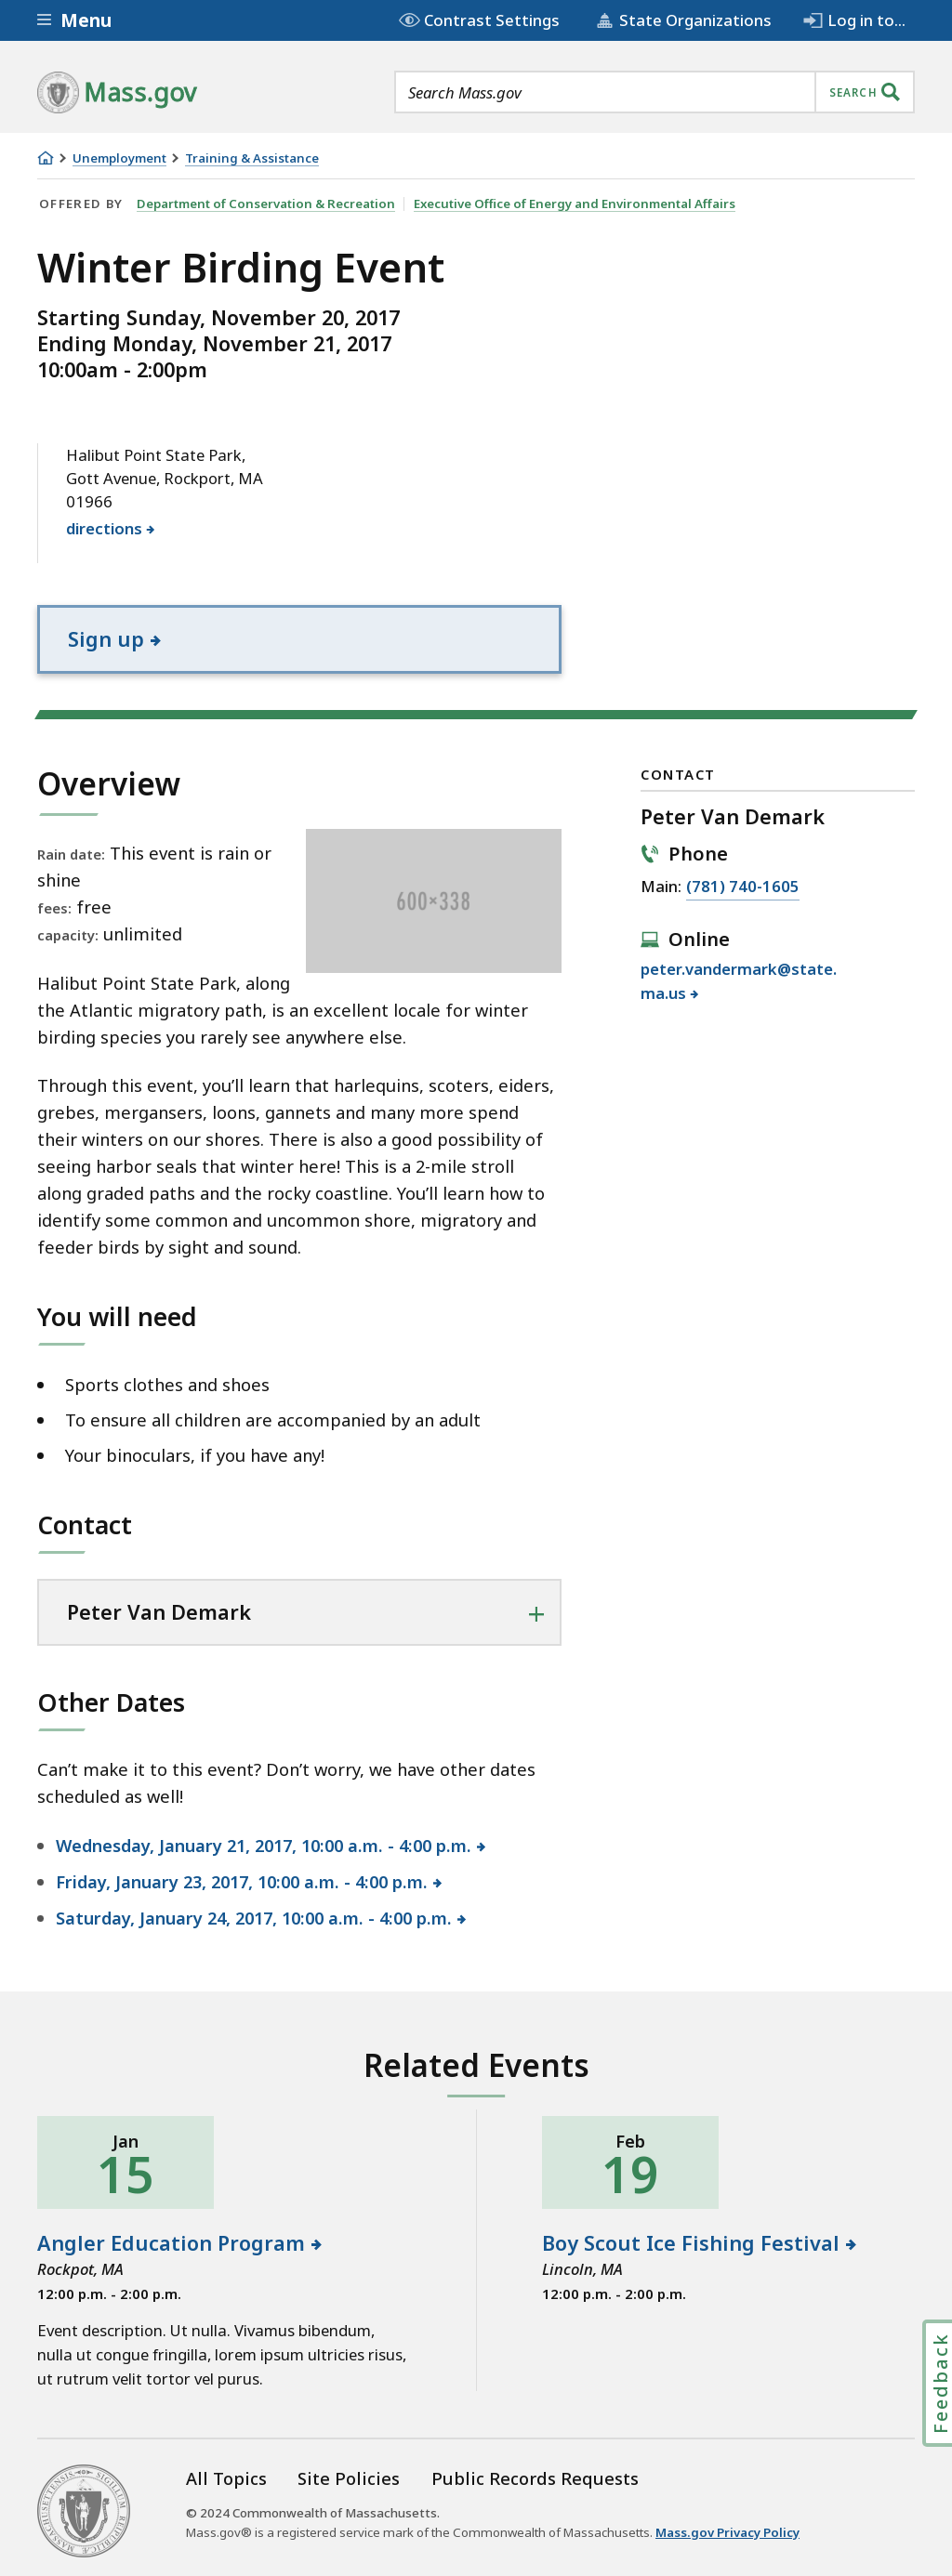 Menu
Contrast Settings
State Organizations
Log in to...
Mass.gov
Search Mass.gov
SEARCH
Unemployment
Training & Assistance
OFFERED BY
Department of Conservation & Recreation
Executive Office of Energy and Environmental Affairs
Winter Birding Event
Starting Sunday, November 20, 2017
Ending Monday, November 21, 2017
10:00am - 2:00pm
Halibut Point State Park,
Gott Avenue, Rockport, MA
01966
directions
Sign up
Overview
Rain date: This event is rain or
shine
fees: free
capacity: unlimited
600×338
Halibut Point State Park, along
the Atlantic migratory path, is an excellent locale for winter
birding species you rarely see anywhere else.
Through this event, you’ll learn that harlequins, scoters, eiders,
grebes, mergansers, loons, gannets and many more spend
their winters on our shores. There is also a good possibility of
seeing harbor seals that winter here! This is a 2-mile stroll
along graded paths and the rocky coastline. You’ll learn how to
identify some common and uncommon shore, migratory and
feeder birds by sight and sound.
You will need
Sports clothes and shoes
To ensure all children are accompanied by an adult
Your binoculars, if you have any!
Contact
Peter Van Demark
Other Dates
Can’t make it to this event? Don’t worry, we have other dates
scheduled as well!
Wednesday, January 21, 2017, 10:00 a.m. - 4:00 p.m.
Friday, January 23, 2017, 10:00 a.m. - 4:00 p.m.
Saturday, January 24, 2017, 10:00 a.m. - 4:00 p.m.
CONTACT
Peter Van Demark
Phone
Main: (781) 740-1605
Online
peter.vandermark@state.
ma.us
Related Events
Jan
15
Angler Education Program
Rockpot, MA
12:00 p.m. - 2:00 p.m.
Event description. Ut nulla. Vivamus bibendum,
nulla ut congue fringilla, lorem ipsum ultricies risus,
ut rutrum velit tortor vel purus.
Feb
19
Boy Scout Ice Fishing Festival
Lincoln, MA
12:00 p.m. - 2:00 p.m.
Feedback
All Topics
Site Policies
Public Records Requests
© 2024 Commonwealth of Massachusetts.
Mass.gov® is a registered service mark of the Commonwealth of Massachusetts. Mass.gov Privacy Policy